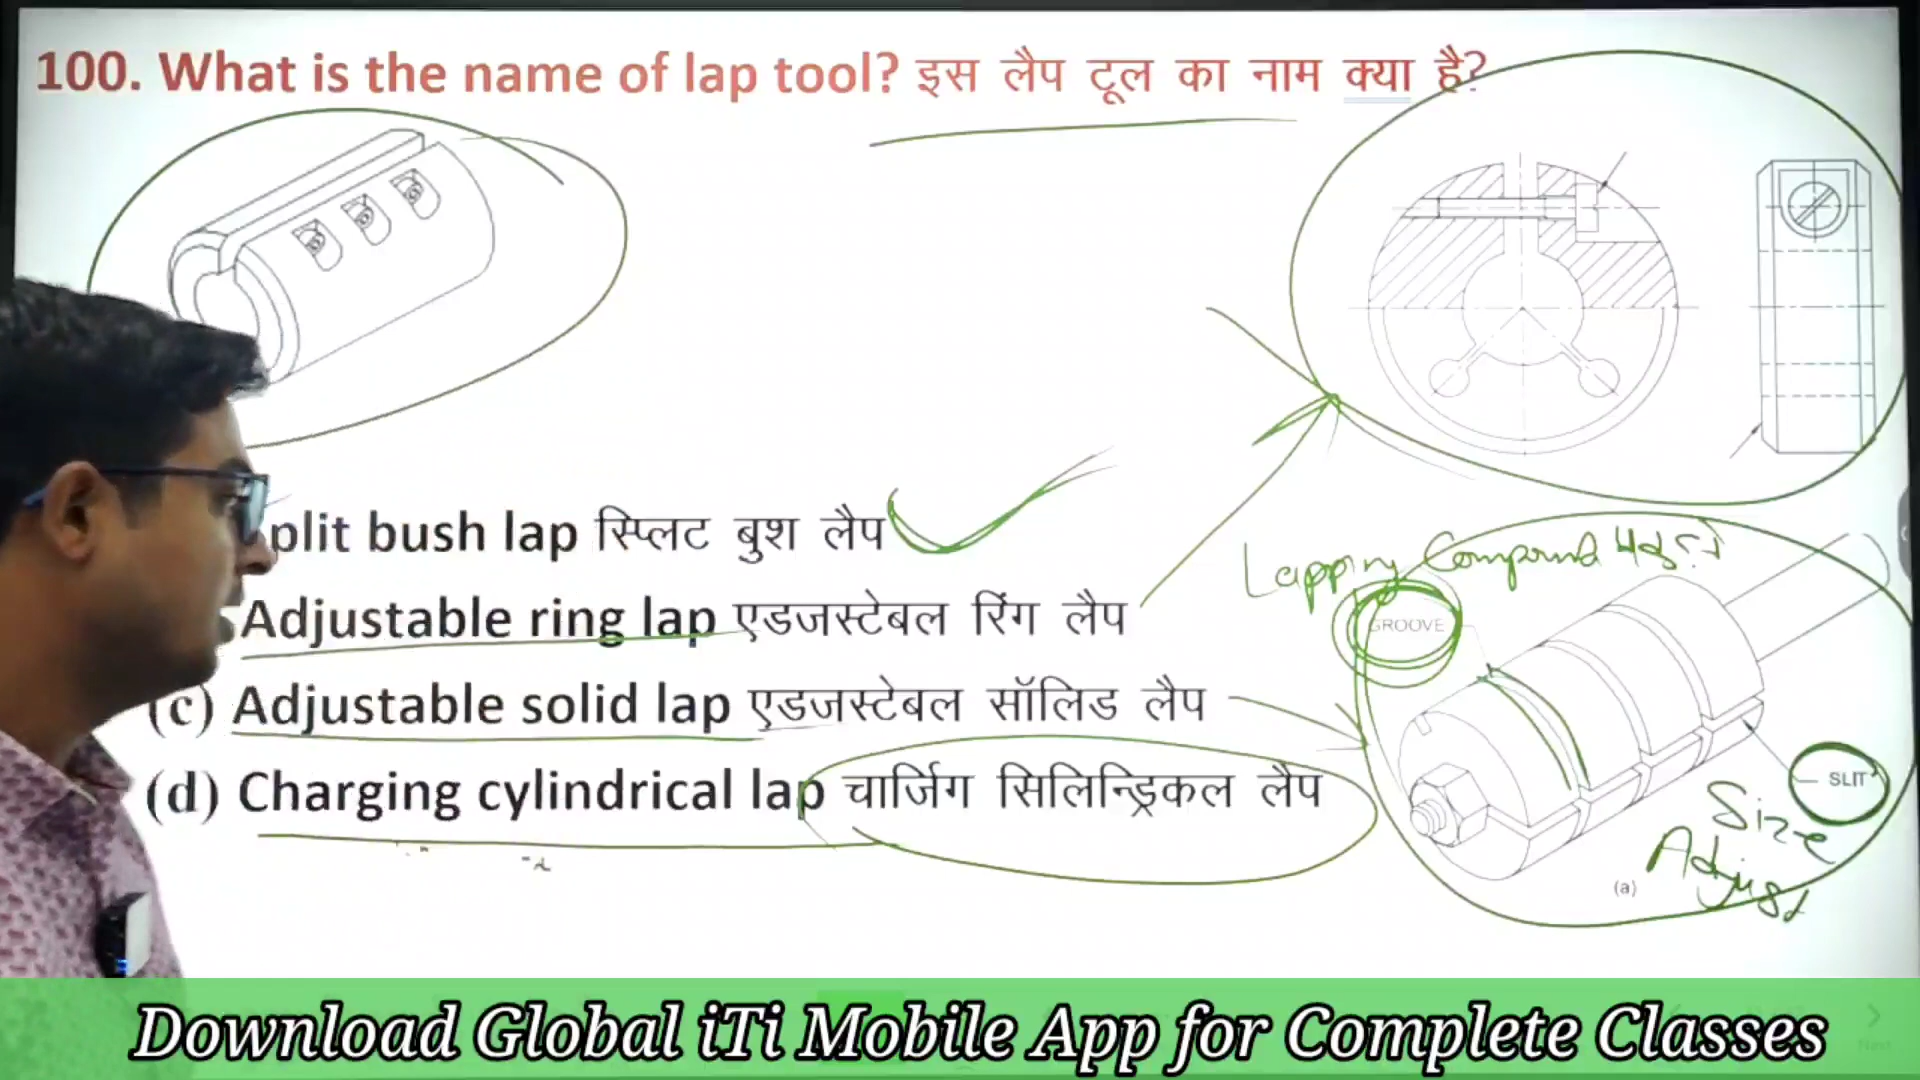 100. What is the name of lap tool? इस लैप टूल का नाम क्या है?
plit bush lap स्प्लिट बुश लैप
Adjustable ring lap एडजस्टेबल रिंग लैप
(c) Adjustable solid lap एडजस्टेबल सॉलिड लैप
(d) Charging cylindrical lap चार्जिंग सिलिन्ड्रिकल लैप
Lapping Compound
GROOVE
SLIT
Size
Adjust
(a)
Download Global iTi Mobile App for Complete Classes